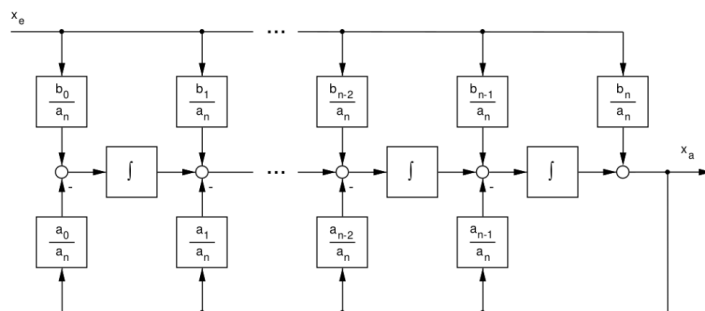 x_e
...
b_0/a_n b_1/a_n b_{n-2}/a_n b_{n-1}/a_n b_n/a_n
∫ ... ∫ ∫ x_a
- - - -
a_0/a_n a_1/a_n a_{n-2}/a_n a_{n-1}/a_n